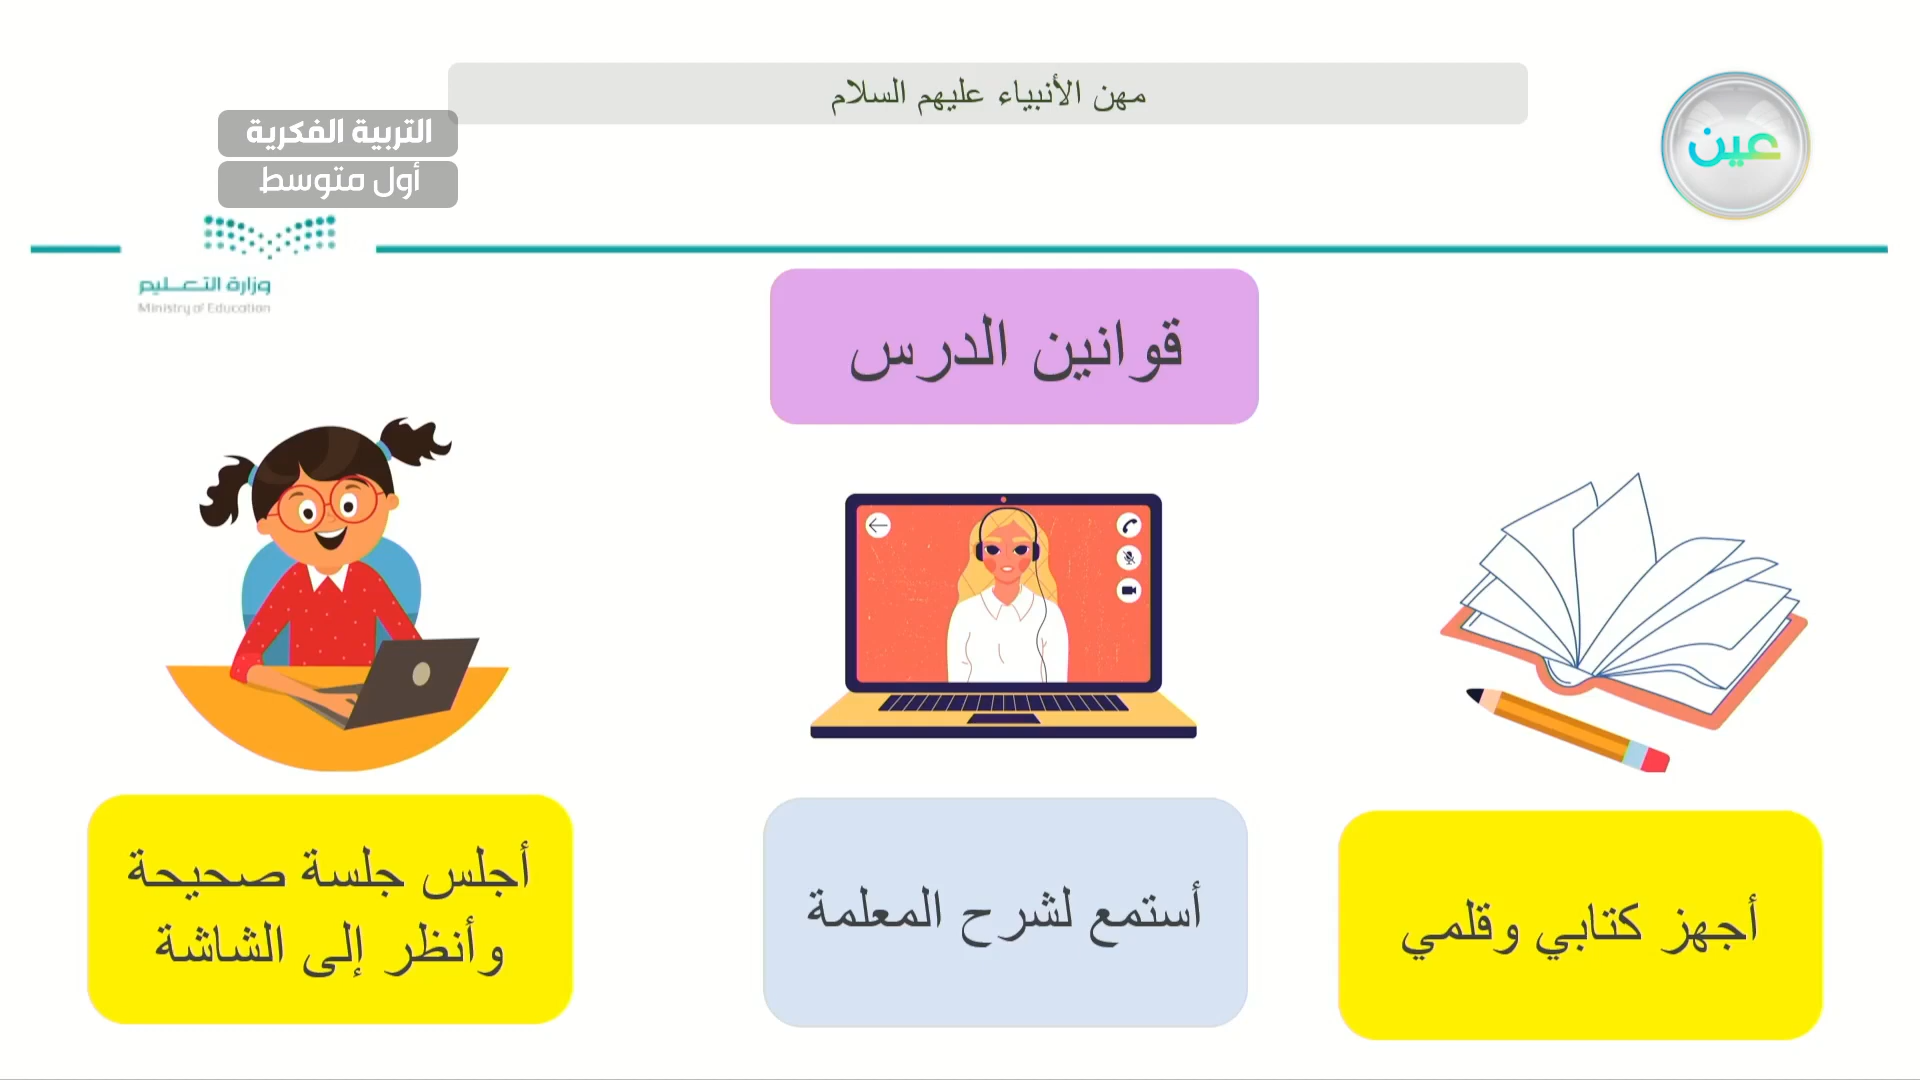 مهن الأنبياء عليهم السلام
عين
التربية الفكرية
أول متوسط
وزارة التعليم
Ministry of Education
قوانين الدرس
أجهز كتابي وقلمي
أستمع لشرح المعلمة
أجلس جلسة صحيحة
وأنظر إلى الشاشة